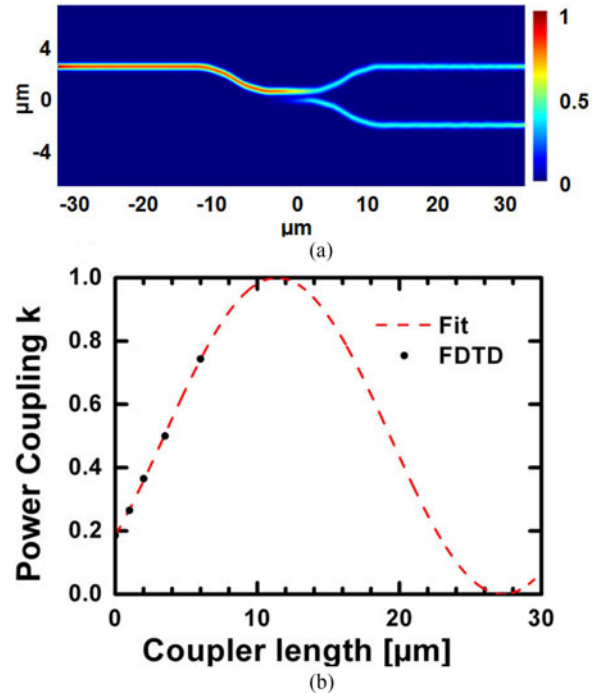 4
0
-4
µm
-30 -20 -10 0 10 20 30
µm
1
0.5
0
(a)
1.0
0.8
0.6
0.4
0.2
0.0
Power Coupling k
Fit
FDTD
0 10 20 30
Coupler length [µm]
(b)